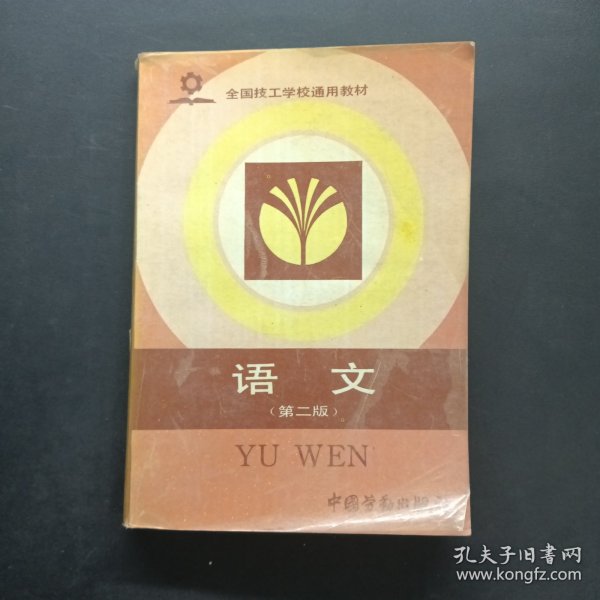 全国技工学校通用教材
语 文
（第二版）
YU WEN
中國劳动出版社
孔夫子旧书网
www.kongfz.com